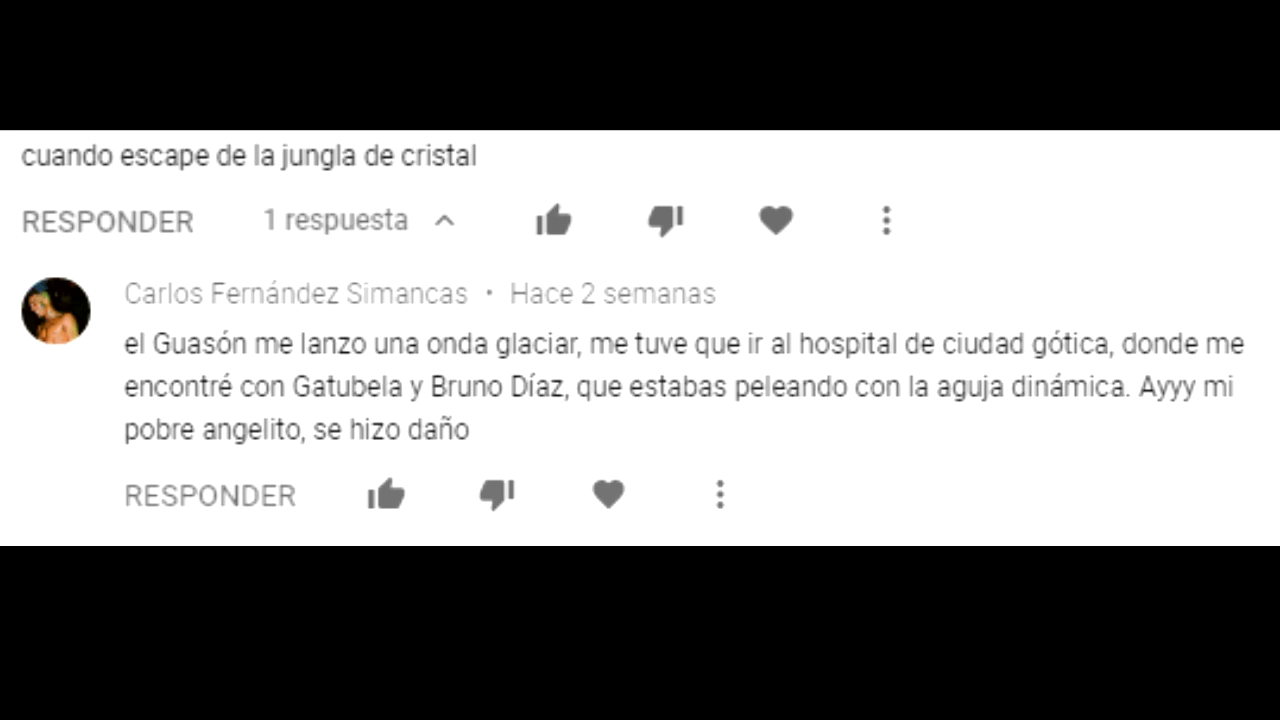 cuando escape de la jungla de cristal
RESPONDER 1 respuesta
Carlos Fernández Simancas • Hace 2 semanas
el Guasón me lanzo una onda glaciar, me tuve que ir al hospital de ciudad gótica, donde me
encontré con Gatubela y Bruno Díaz, que estabas peleando con la aguja dinámica. Ayyy mi
pobre angelito, se hizo daño
RESPONDER